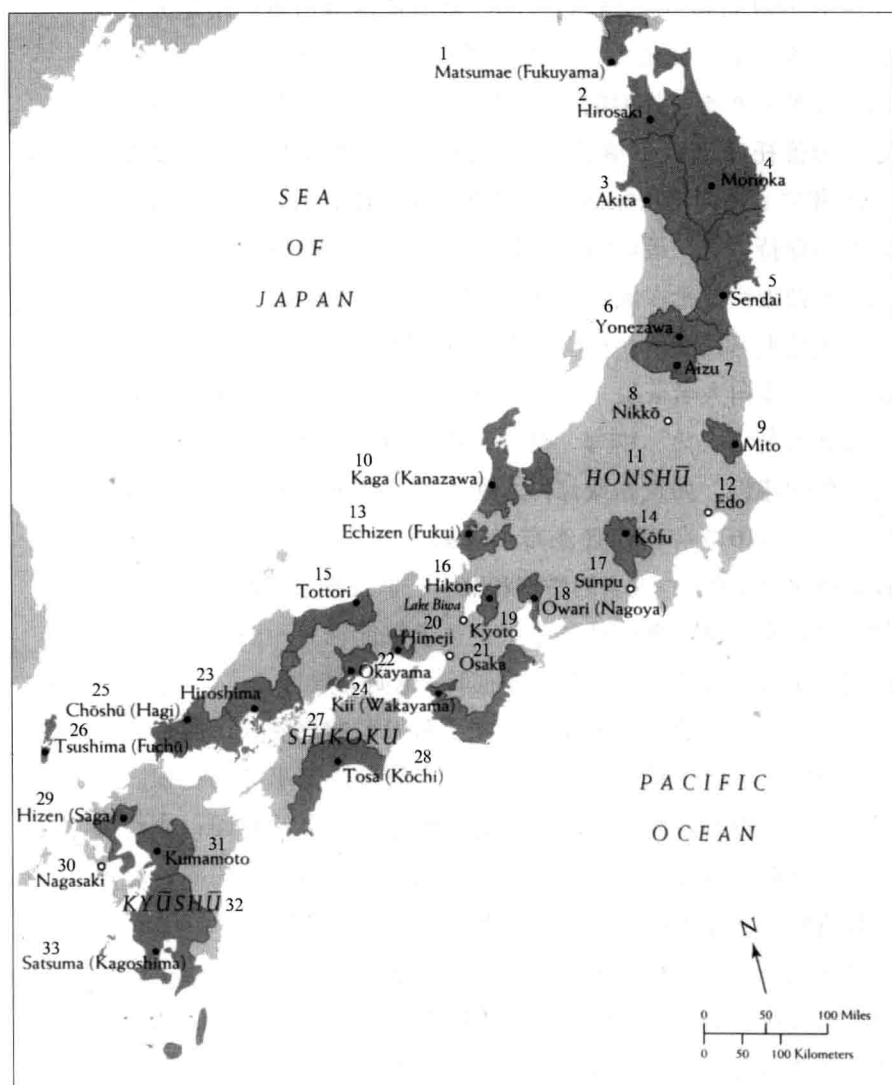 1
Matsumae (Fukuyama)
2
Hirosaki
4
Morioka
3
Akita
SEA
OF
JAPAN
5
Sendai
6
Yonezawa
Aizu 7
8
Nikkō
9
Mito
10
Kaga (Kanazawa)
11
HONSHŪ
12
Edo
13
Echizen (Fukui)
14
Kōfu
15
Tottori
16
Hikone
Lake Biwa
17
Sunpu
18
Owari (Nagoya)
19
Kyoto
20
Himeji
21
Osaka
22
Okayama
23
Hiroshima
24
Kii (Wakayama)
25
Chōshū (Hagi)
26
Tsushima (Fuchū)
27
SHIKOKU
28
Tosa (Kōchi)
PACIFIC
OCEAN
29
Hizen (Saga)
30
Nagasaki
31
Kumamoto
KYŪSHŪ 32
33
Satsuma (Kagoshima)
N
0 50 100 Miles
0 50 100 Kilometers